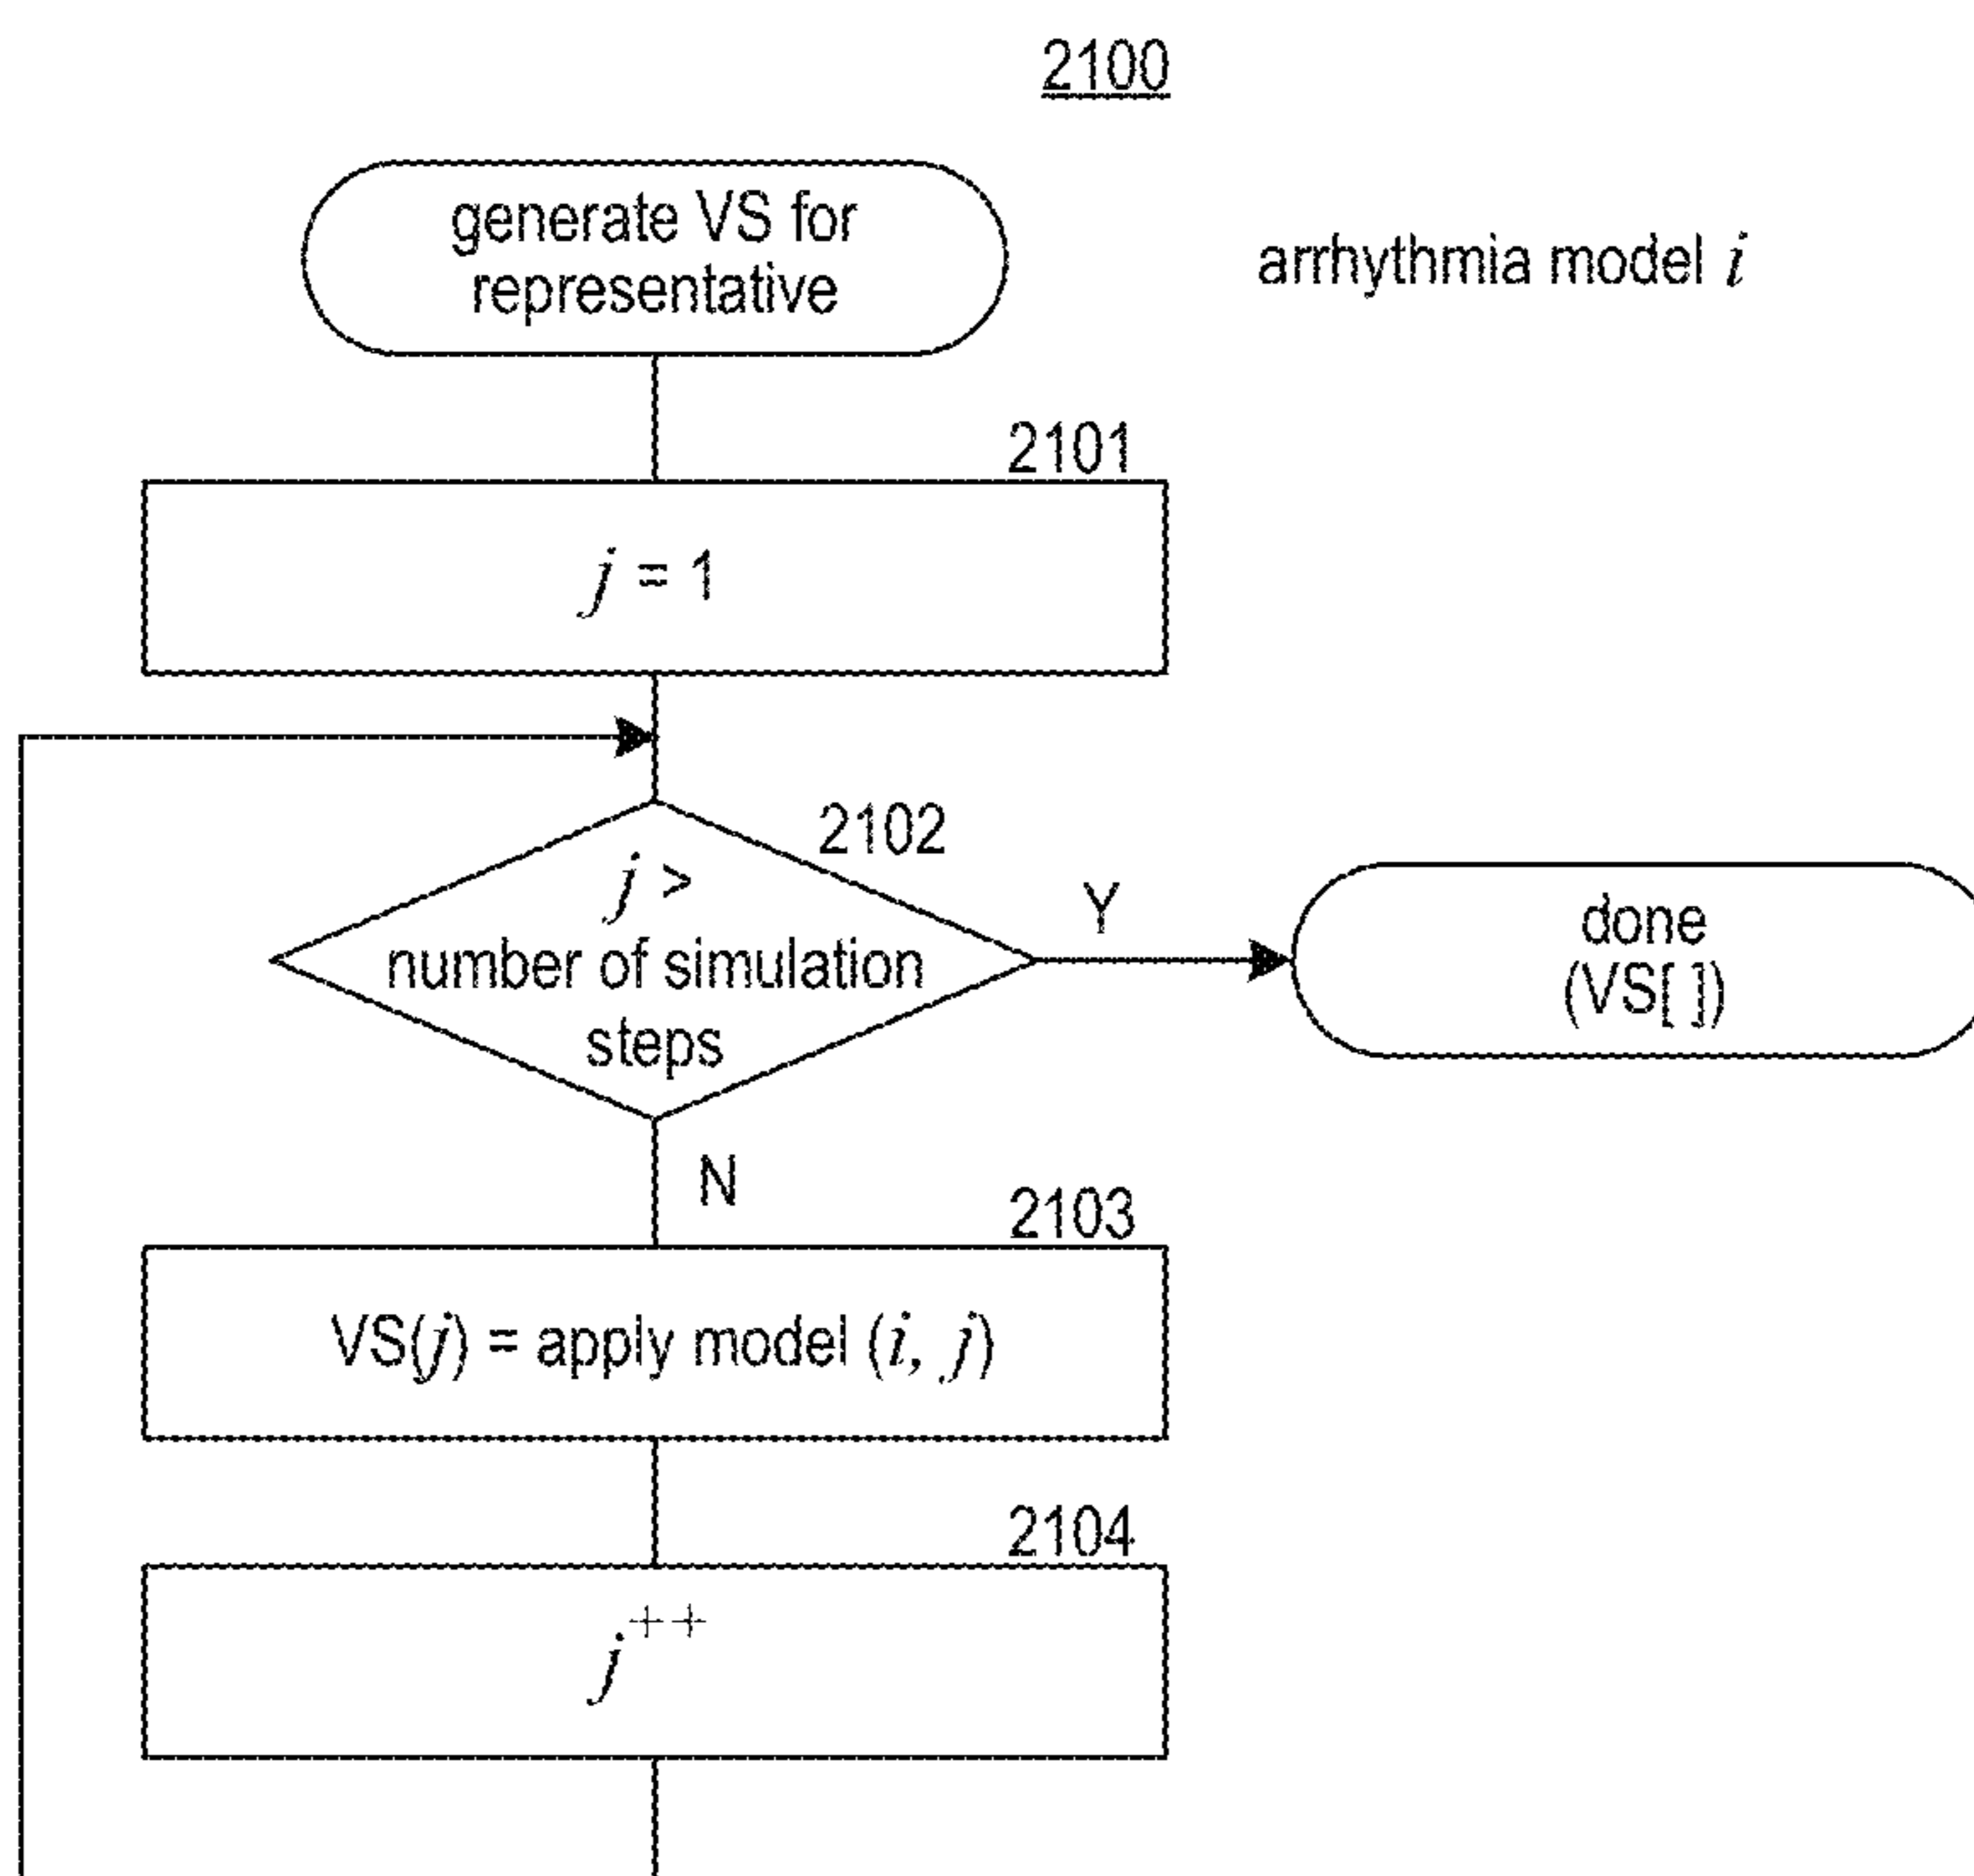 2100
generate VS for
representative
arrhythmia model i
2101
j = 1
2102
j >
number of simulation
steps
Y
done
(VS[ ])
N
2103
VS(j) = apply model (i, j)
2104
j++